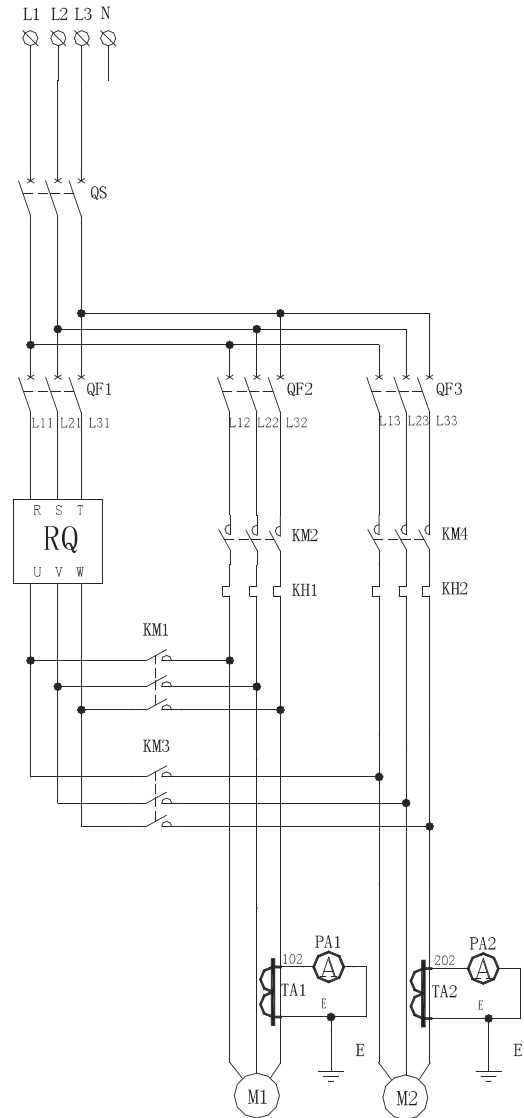 L1 L2 L3 N
QS
QF1 QF2 QF3
L11 L21 L31 L12 L22 L32 L13 L23 L33
R S T
RQ
U V W
KM2 KM4
KH1 KH2
KM1
KM3
PA1 PA2
102 202
A A
TA1 TA2
E E
E E
M1 M2